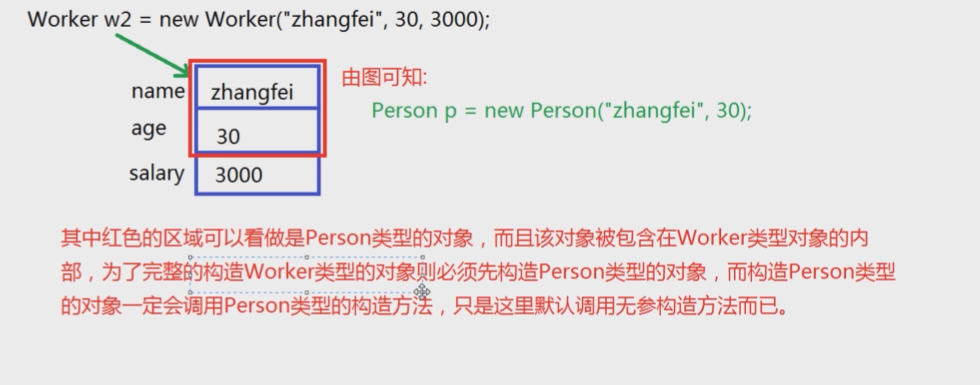 Worker w2 = new Worker("zhangfei", 30, 3000);
name zhangfei
age 30
salary 3000
由图可知:
Person p = new Person("zhangfei", 30);
其中红色的区域可以看做是Person类型的对象，而且该对象被包含在Worker类型对象的内
部，为了完整的构造Worker类型的对象则必须先构造Person类型的对象，而构造Person类型
的对象一定会调用Person类型的构造方法，只是这里默认调用无参构造方法而已。